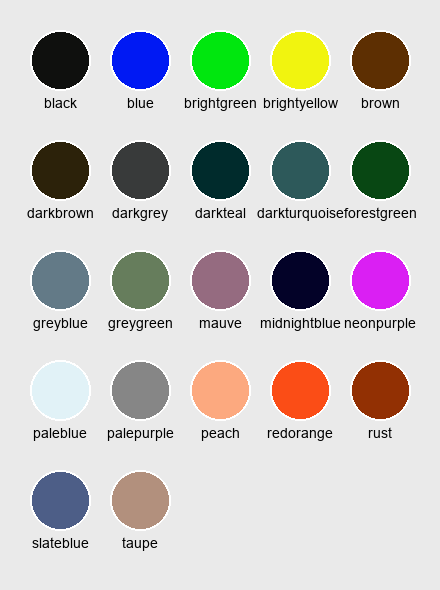 black blue brightgreen brightyellow brown
darkbrown darkgrey darkteal darkturquoise forestgreen
greyblue greygreen mauve midnightblue neonpurple
paleblue palepurple peach redorange rust
slateblue taupe